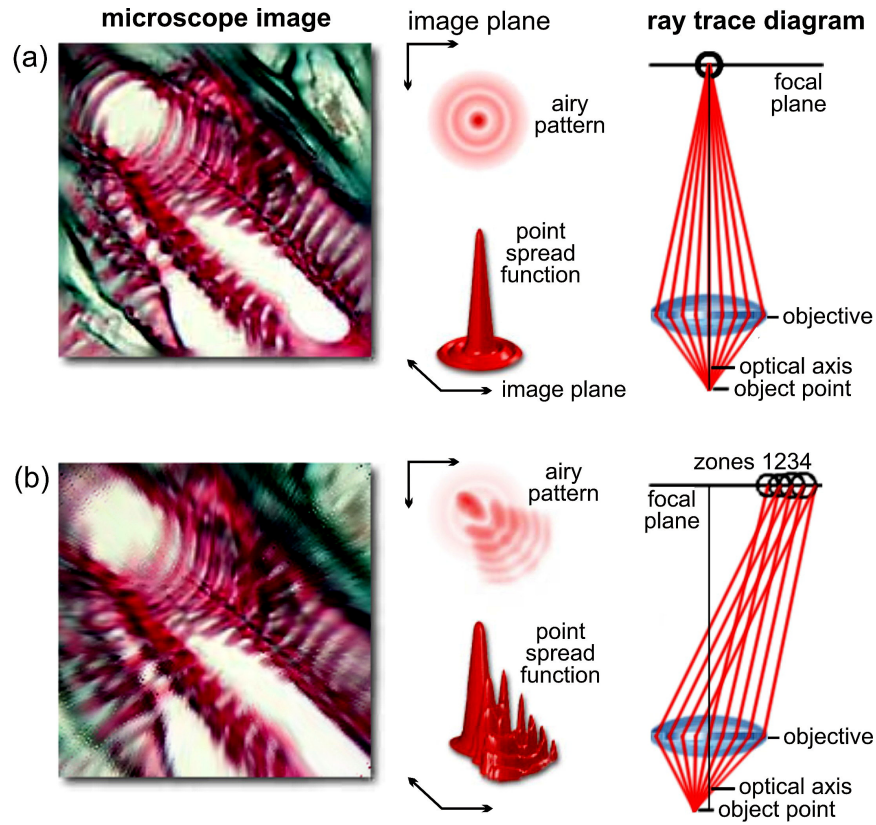 microscope image
image plane
ray trace diagram
(a)
airy
pattern
focal
plane
point
spread
function
objective
optical axis
object point
image plane
(b)
airy
pattern
zones 1234
focal
plane
point
spread
function
objective
optical axis
object point